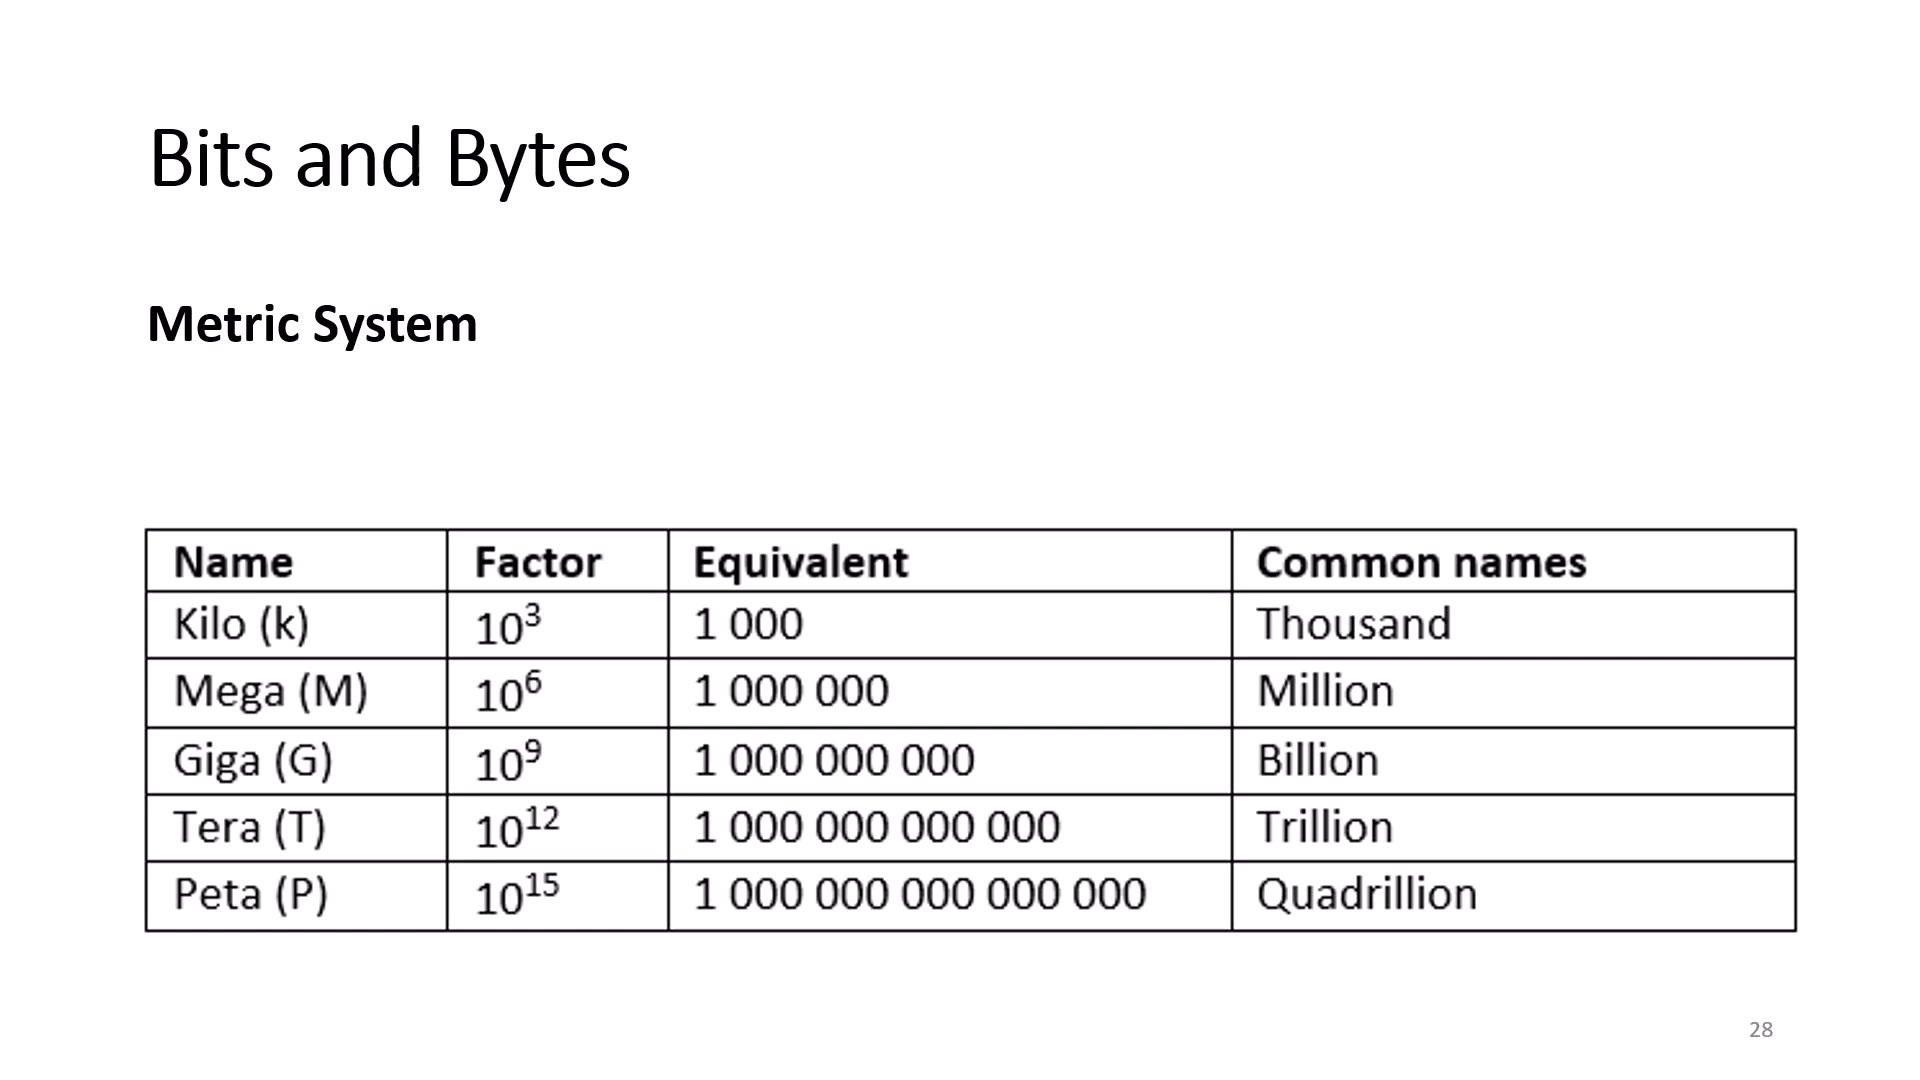 Bits and Bytes
Metric System
Name Factor Equivalent Common names
Kilo (k) 10³ 1 000 Thousand
Mega (M) 10⁶ 1 000 000 Million
Giga (G) 10⁹ 1 000 000 000 Billion
Tera (T) 10¹² 1 000 000 000 000 Trillion
Peta (P) 10¹⁵ 1 000 000 000 000 000 Quadrillion
28